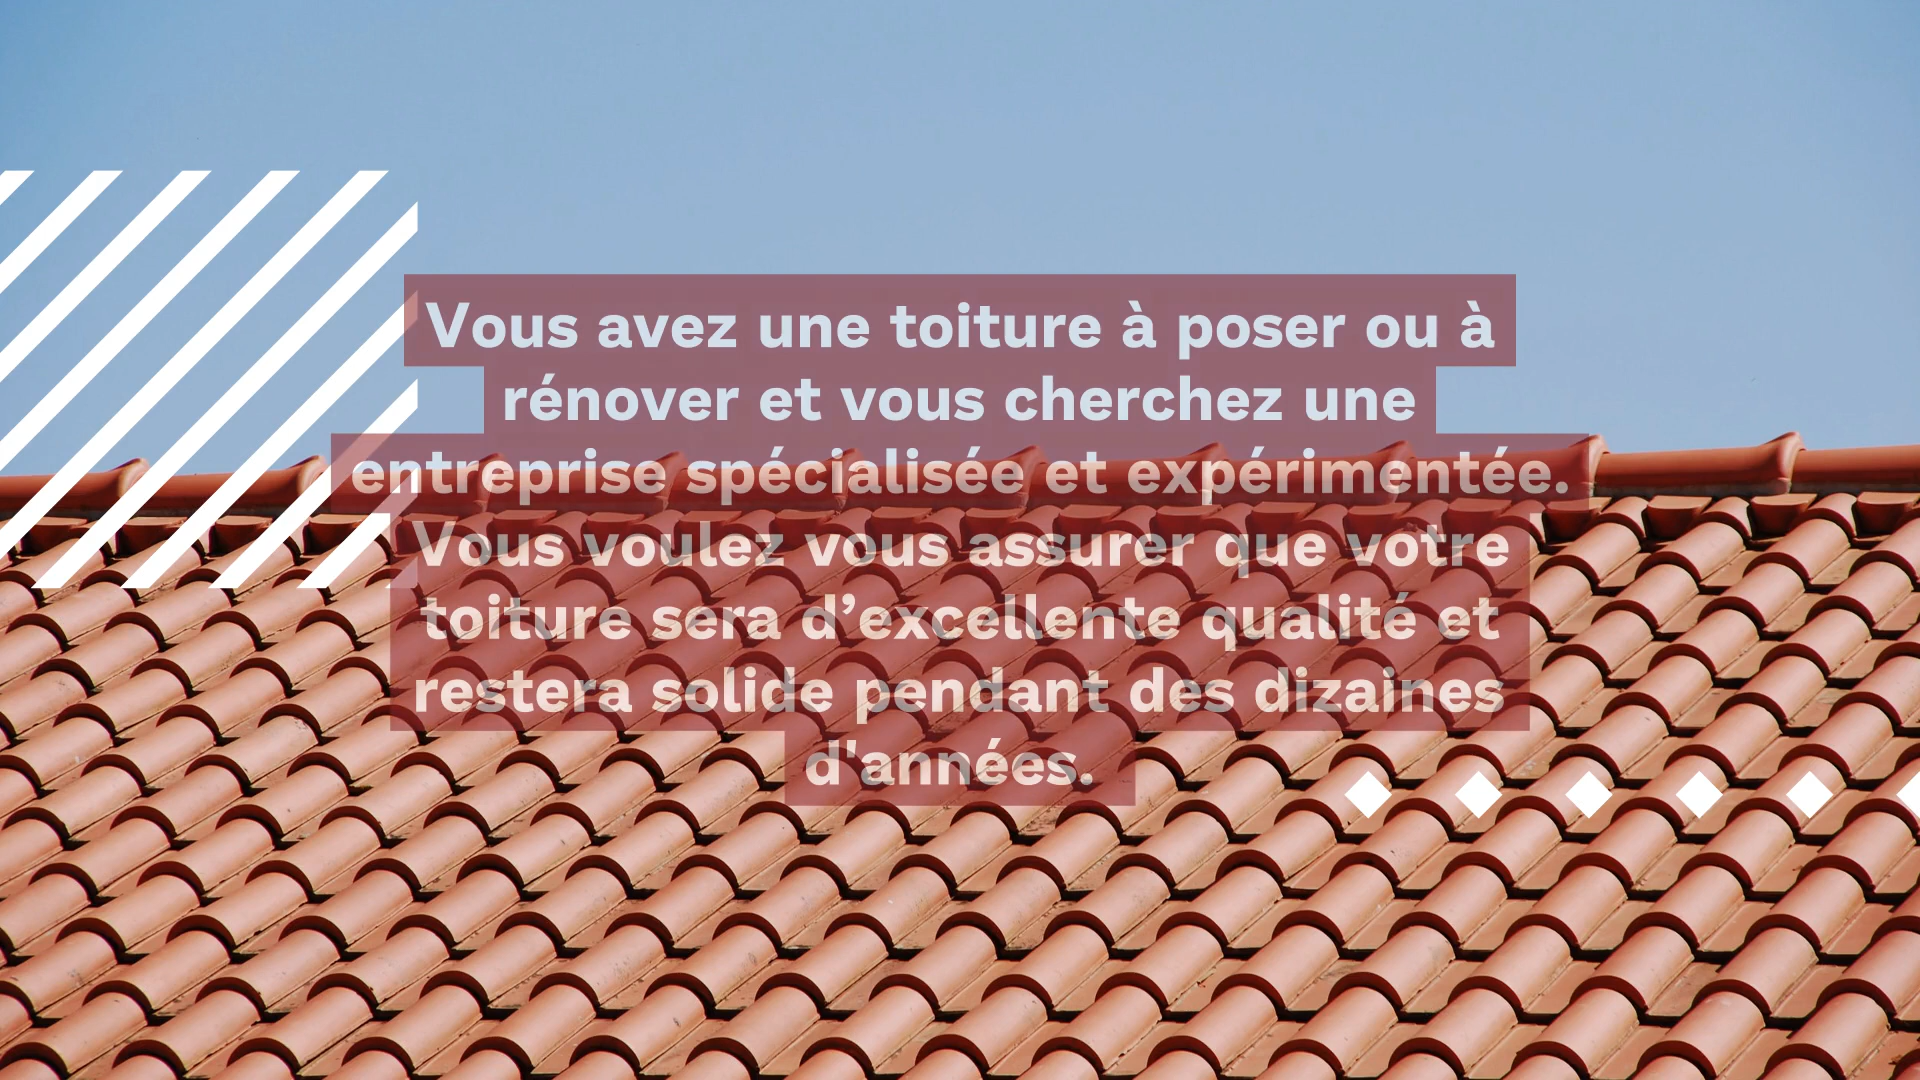 Vous avez une toiture à poser ou à
rénover et vous cherchez une
entreprise spécialisée et expérimentée.
Vous voulez vous assurer que votre
toiture sera d’excellente qualité et
restera solide pendant des dizaines
d'années.